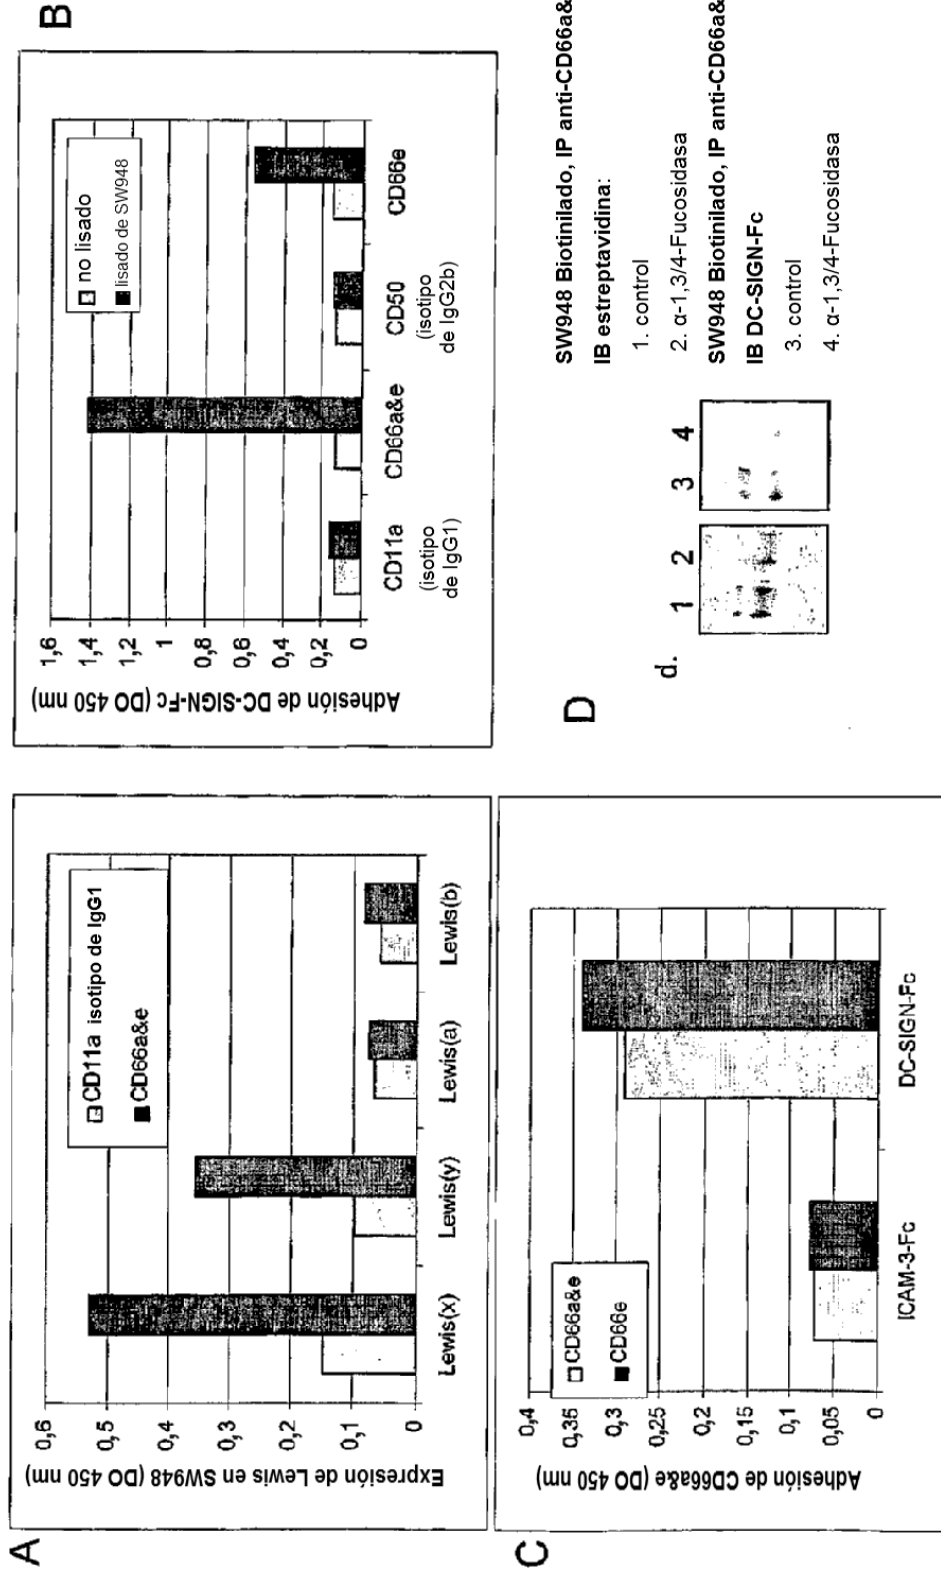 A
Expresión de Lewis en SW948 (DO 450 nm)
0,6
0,5
0,4
0,3
0,2
0,1
0
CD11a isotipo de IgG1
CD66a&e
Lewis(x)
Lewis(y)
Lewis(a)
Lewis(b)
B
Adhesión de DC-SIGN-Fc (DO 450 nm)
1,6
1,4
1,2
1
0,8
0,6
0,4
0,2
0
no lisado
lisado de SW948
CD11a
(isotipo
de IgG1)
CD66a&e
CD50
(isotipo
de IgG2b)
CD66e
C
Adhesión de CD66a&e (DO 450 nm)
0,4
0,35
0,3
0,25
0,2
0,15
0,1
0,05
0
CD66a&e
CD66e
ICAM-3-Fc
DC-SIGN-Fc
D
d.
1 2 3 4
SW948 Biotinilado, IP anti-CD66a&
IB estreptavidina:
1. control
2. α-1,3/4-Fucosidasa
SW948 Biotinilado, IP anti-CD66a&
IB DC-SIGN-Fc
3. control
4. α-1,3/4-Fucosidasa